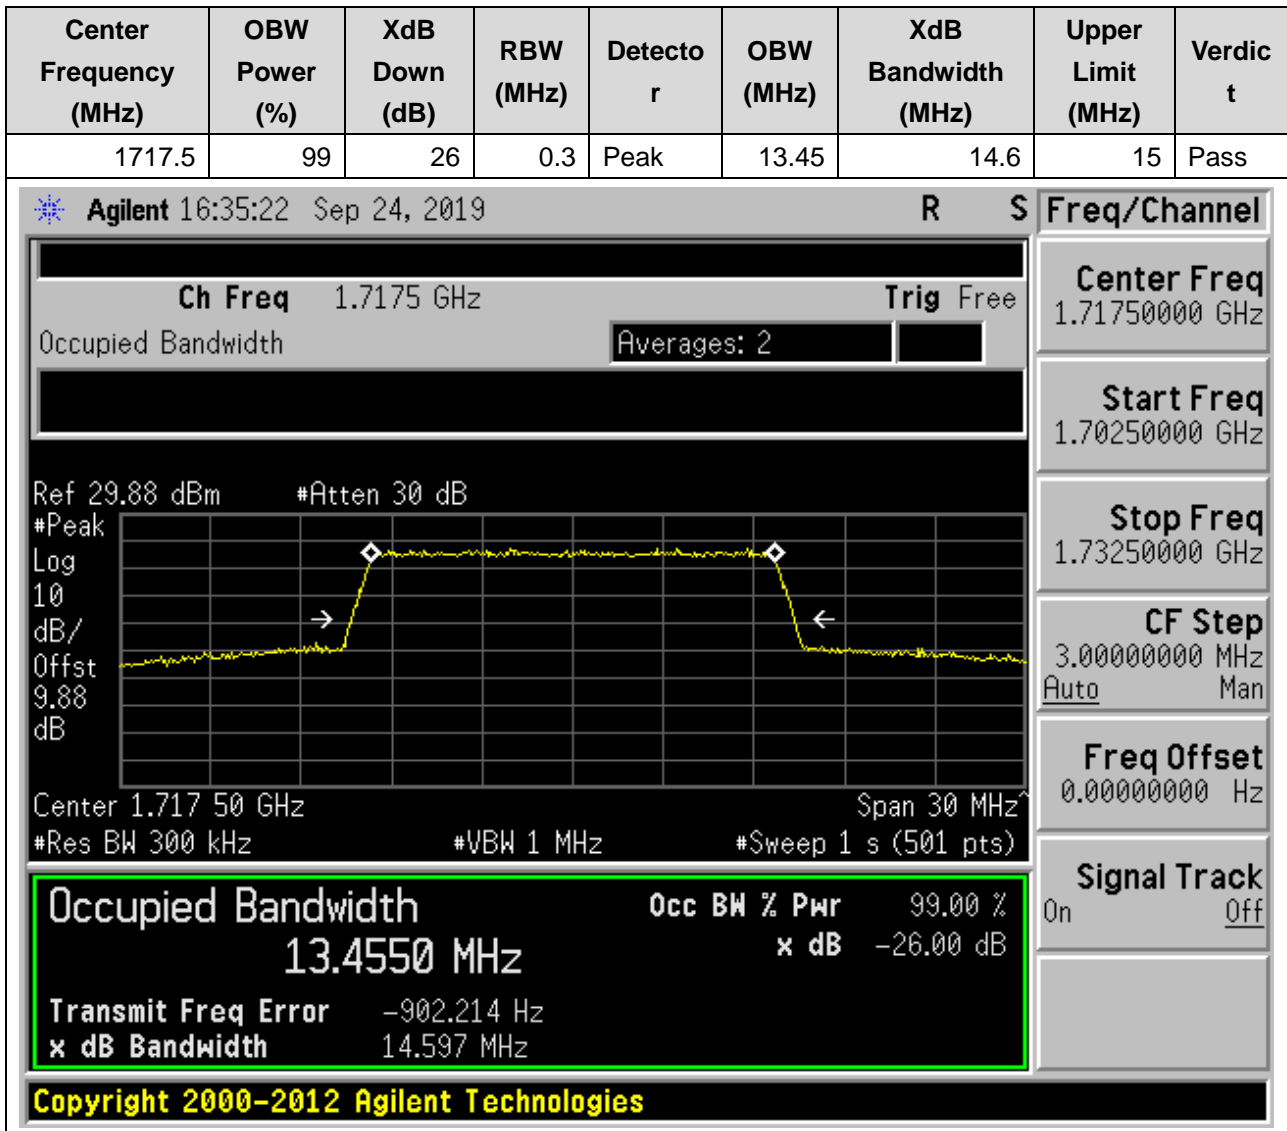 Center Frequency (MHz) OBW Power (%) XdB Down (dB) RBW (MHz) Detecto r OBW (MHz) XdB Bandwidth (MHz) Upper Limit (MHz) Verdic t
1717.5 99 26 0.3 Peak 13.45 14.6 15 Pass
Agilent 16:35:22 Sep 24, 2019 R S Freq/Channel
Ch Freq 1.7175 GHz Trig Free
Occupied Bandwidth Averages: 2
Center Freq
1.71750000 GHz
Start Freq
1.70250000 GHz
Stop Freq
1.73250000 GHz
CF Step
3.00000000 MHz
Auto Man
Freq Offset
0.00000000 Hz
Signal Track
On Off
Ref 29.88 dBm #Atten 30 dB
#Peak
Log
10
dB/
Offst
9.88
dB
Center 1.717 50 GHz Span 30 MHz^
#Res BW 300 kHz #VBW 1 MHz #Sweep 1 s (501 pts)
Occupied Bandwidth Occ BW % Pwr 99.00 %
13.4550 MHz x dB -26.00 dB
Transmit Freq Error -902.214 Hz
x dB Bandwidth 14.597 MHz
Copyright 2000-2012 Agilent Technologies